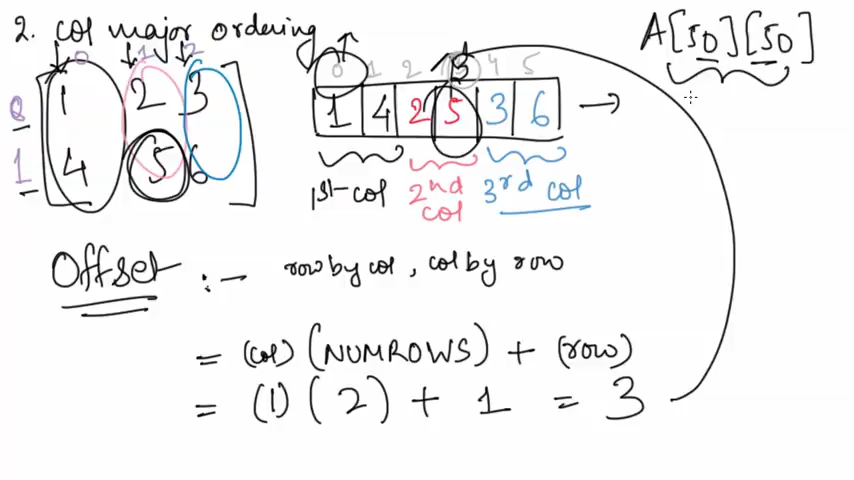 2. col major ordering
A[50][50]
0 1 2
0 1 2 3 4 5
0 1 2 3
1 4 5 6
1 4 2 5 3 6
1st col 2nd col 3rd col
Offset :- row by col, col by row
= (col) (NUMROWS) + (row)
= (1) (2) + 1 = 3